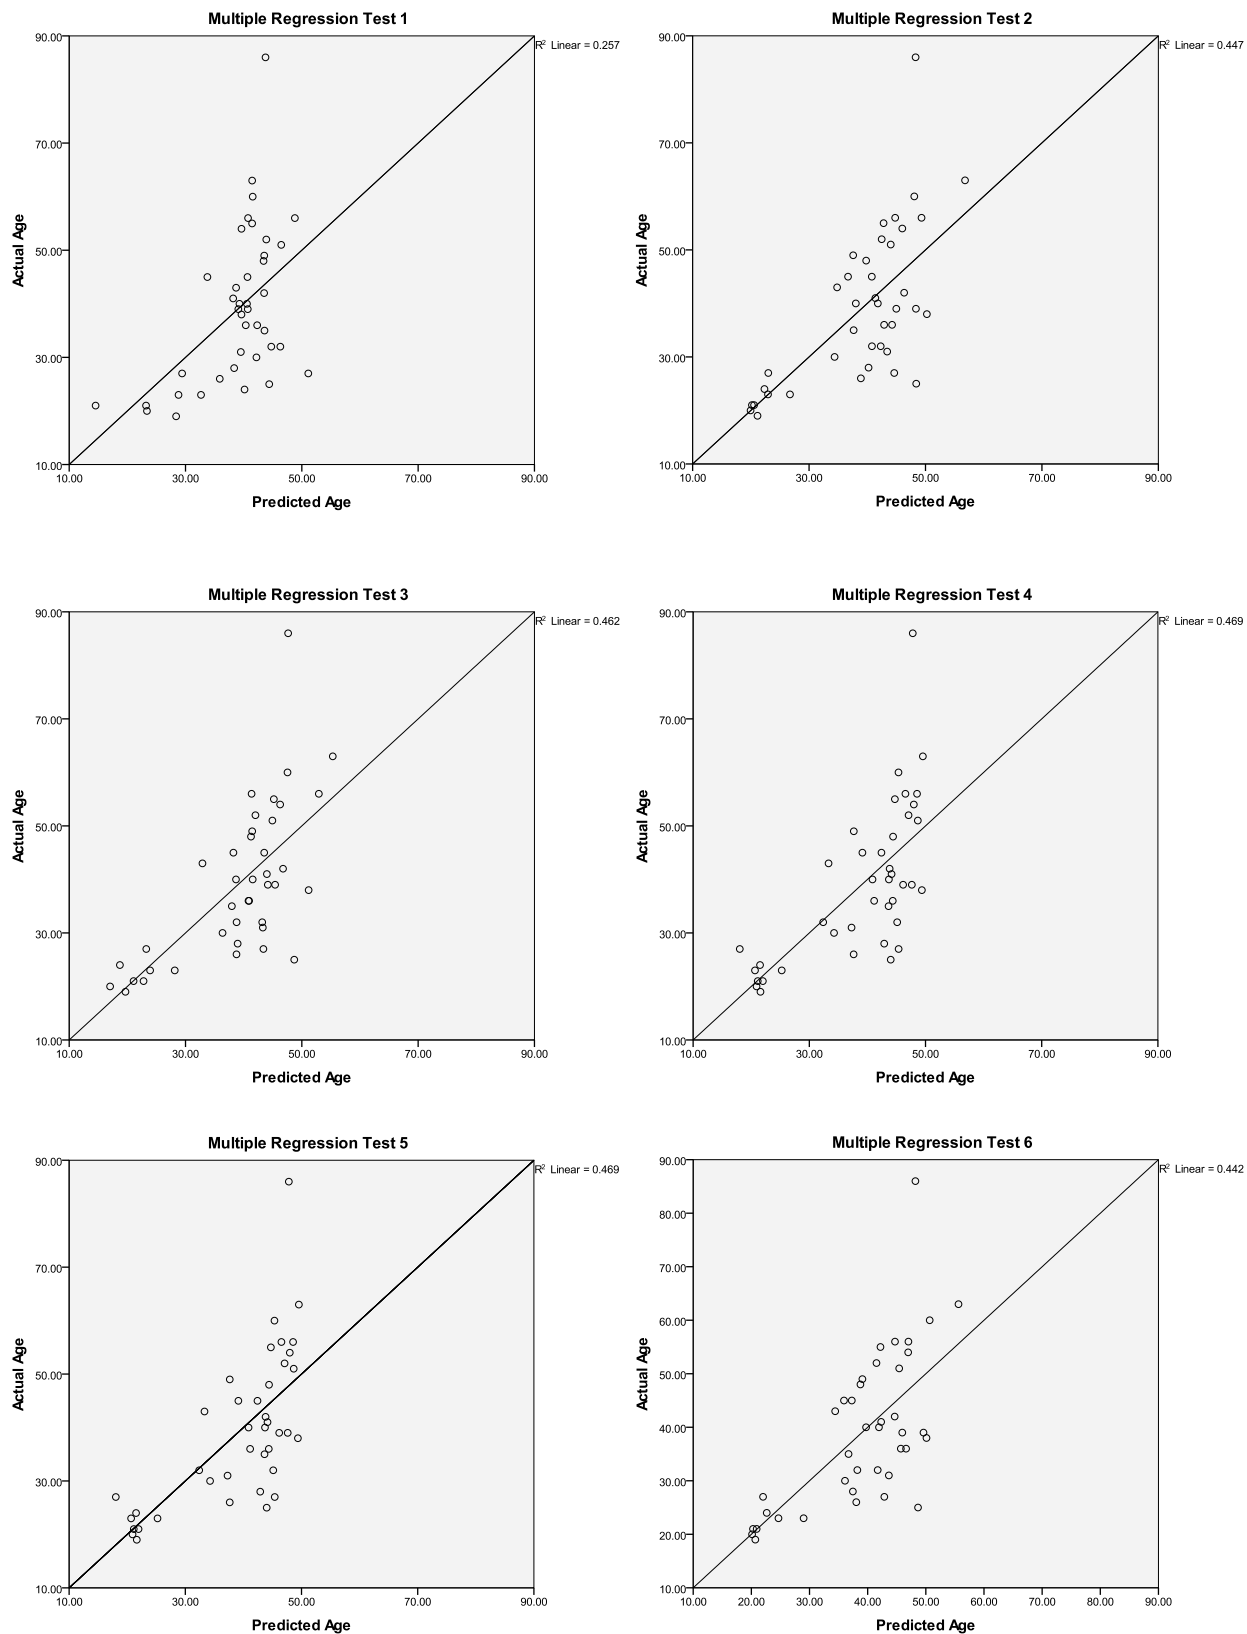 Multiple Regression Test 1
90.00
R² Linear = 0.257
70.00
50.00
30.00
10.00
Actual Age
10.00 30.00 50.00 70.00 90.00
Predicted Age
Multiple Regression Test 2
90.00
R² Linear = 0.447
70.00
50.00
30.00
10.00
Actual Age
10.00 30.00 50.00 70.00 90.00
Predicted Age
Multiple Regression Test 3
90.00
R² Linear = 0.462
70.00
50.00
30.00
10.00
Actual Age
10.00 30.00 50.00 70.00 90.00
Predicted Age
Multiple Regression Test 4
90.00
R² Linear = 0.469
70.00
50.00
30.00
10.00
Actual Age
10.00 30.00 50.00 70.00 90.00
Predicted Age
Multiple Regression Test 5
90.00
R² Linear = 0.469
70.00
50.00
30.00
10.00
Actual Age
10.00 30.00 50.00 70.00 90.00
Predicted Age
Multiple Regression Test 6
90.00
R² Linear = 0.442
80.00
70.00
60.00
50.00
40.00
30.00
20.00
10.00
Actual Age
10.00 20.00 30.00 40.00 50.00 60.00 70.00 80.00 90.00
Predicted Age